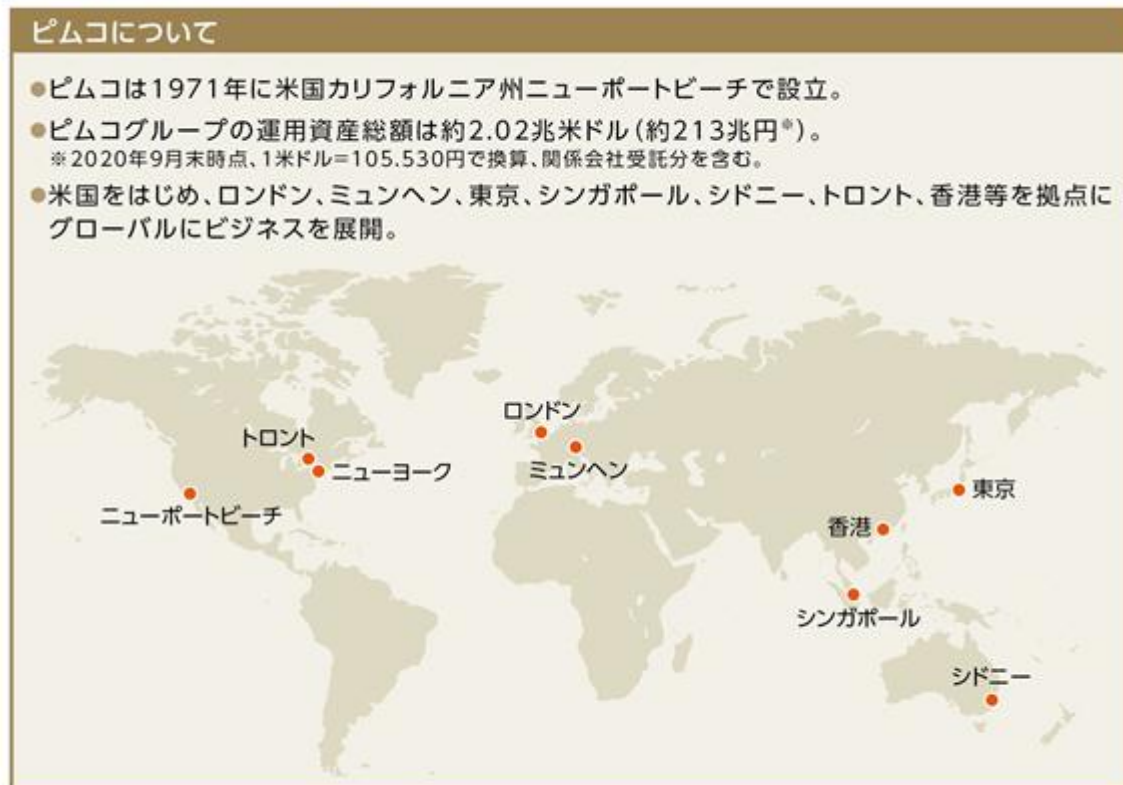 ピムコについて
●ピムコは1971年に米国カリフォルニア州ニューポートビーチで設立。
●ピムコグループの運用資産総額は約2.02兆米ドル(約213兆円※)。
※2020年9月末時点、1米ドル=105.530円で換算、関係会社受託分を含む。
●米国をはじめ、ロンドン、ミュンヘン、東京、シンガポール、シドニー、トロント、香港等を拠点に
グローバルにビジネスを展開。
ロンドン
トロント
ニューヨーク
ミュンヘン
ニューポートビーチ
東京
香港
シンガポール
シドニー